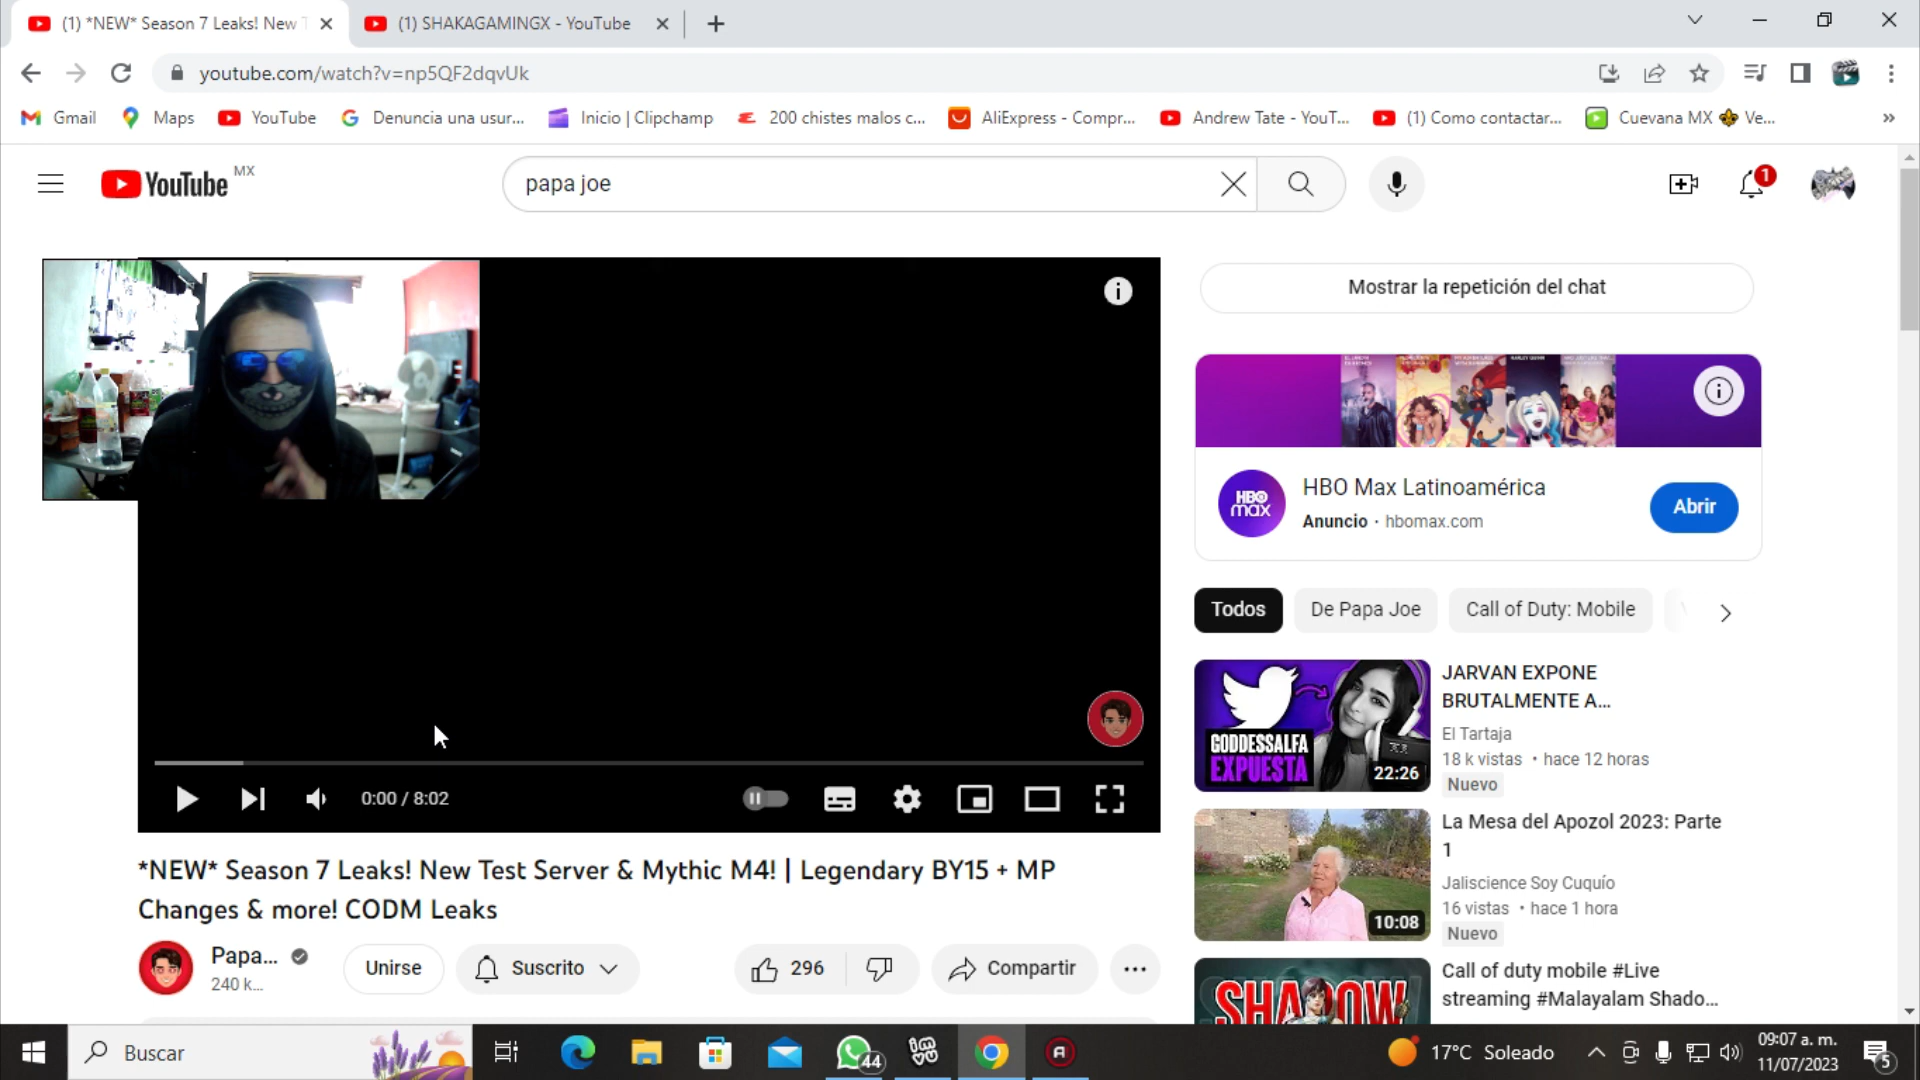 (1) *NEW* Season 7 Leaks! New T
(1) SHAKAGAMINGX - YouTube
youtube.com/watch?v=np5QF2dqvUk
Gmail
Maps
YouTube
Denuncia una usur...
Inicio | Clipchamp
200 chistes malos c...
AliExpress - Compr...
Andrew Tate - YouT...
(1) Como contactar...
Cuevana MX ⚜ Ve...
»
YouTube MX
papa joe
1
Mostrar la repetición del chat
HBO max
HBO Max Latinoamérica
Anuncio · hbomax.com
Abrir
Todos
De Papa Joe
Call of Duty: Mobile
GODDESSALFA
EXPUESTA
22:26
JARVAN EXPONE
BRUTALMENTE A...
El Tartaja
18 k vistas • hace 12 horas
Nuevo
10:08
La Mesa del Apozol 2023: Parte
1
Jaliscience Soy Cuquío
16 vistas • hace 1 hora
Nuevo
SHADOW
Call of duty mobile #Live
streaming #Malayalam Shado...
0:00 / 8:02
*NEW* Season 7 Leaks! New Test Server & Mythic M4! | Legendary BY15 + MP
Changes & more! CODM Leaks
Papa...
240 k...
Unirse
Suscrito
296
Compartir
Buscar
44
17°C Soleado
09:07 a. m.
11/07/2023
5